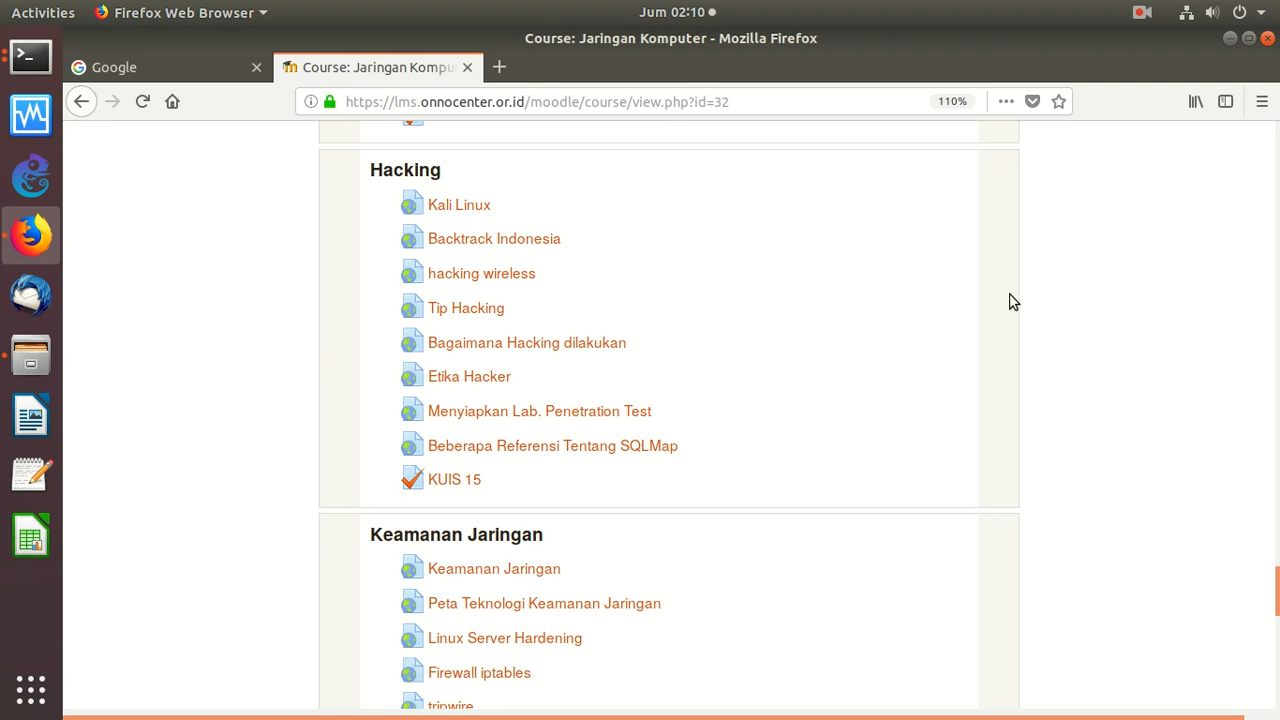 Activities
Firefox Web Browser
Jum 02:10
Course: Jaringan Komputer - Mozilla Firefox
Google
Course: Jaringan Kompu
https://lms.onnocenter.or.id/moodle/course/view.php?id=32
110%
Hacking
Kali Linux
Backtrack Indonesia
hacking wireless
Tip Hacking
Bagaimana Hacking dilakukan
Etika Hacker
Menyiapkan Lab. Penetration Test
Beberapa Referensi Tentang SQLMap
KUIS 15
Keamanan Jaringan
Keamanan Jaringan
Peta Teknologi Keamanan Jaringan
Linux Server Hardening
Firewall iptables
tripwire